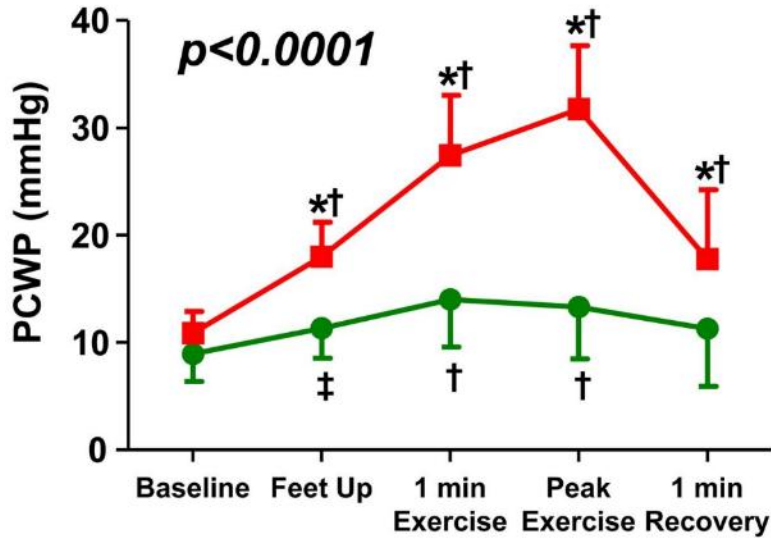 40
p<0.0001
*†
*†
30
*†
*†
20
PCWP (mmHg)
10
‡
†
†
0
Baseline
Feet Up
1 min
Exercise
Peak
Exercise
1 min
Recovery